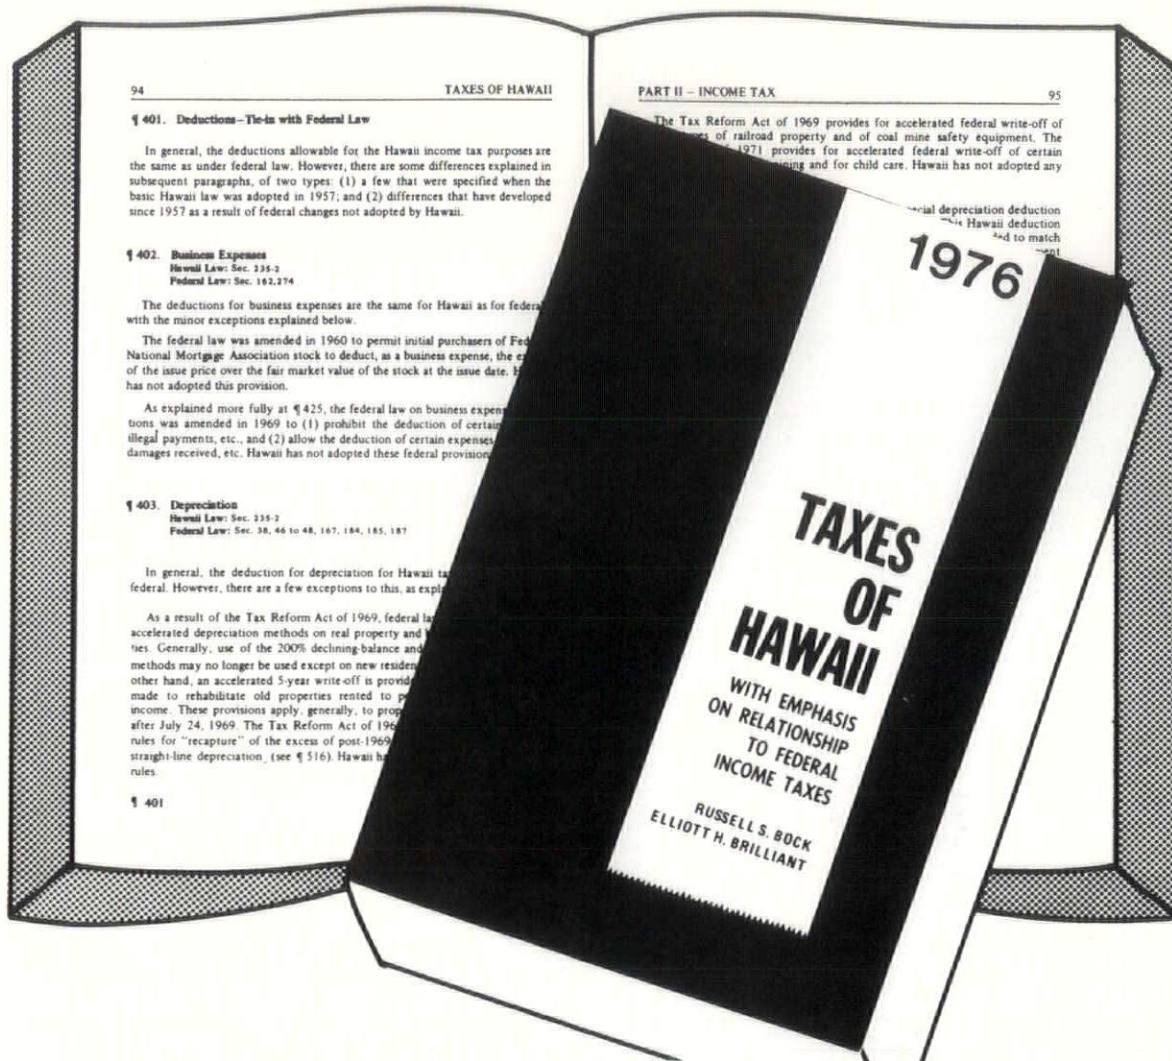 94 TAXES OF HAWAII
¶ 401. Deductions—Tie-in with Federal Law
In general, the deductions allowable for the Hawaii income tax purposes are
the same as under federal law. However, there are some differences explained in
subsequent paragraphs, of two types: (1) a few that were specified when the
basic Hawaii law was adopted in 1957; and (2) differences that have developed
since 1957 as a result of federal changes not adopted by Hawaii.
¶ 402. Business Expenses
Hawaii Law: Sec. 235-2
Federal Law: Sec. 162,274
The deductions for business expenses are the same for Hawaii as for federal
with the minor exceptions explained below.
The federal law was amended in 1960 to permit initial purchasers of Fed
National Mortgage Association stock to deduct, as a business expense, the
of the issue price over the fair market value of the stock at the issue date.
has not adopted this provision.
As explained more fully at ¶ 425, the federal law on business expen
tions was amended in 1969 to (1) prohibit the deduction of certain
illegal payments, etc., and (2) allow the deduction of certain expenses
damages received, etc. Hawaii has not adopted these federal provision
¶ 403. Depreciation
Hawaii Law: Sec. 235-2
Federal Law: Sec. 38, 46 to 48, 167, 184, 185, 187
In general, the deduction for depreciation for Hawaii ta
federal. However, there are a few exceptions to this, as expl
As a result of the Tax Reform Act of 1969, federal la
accelerated depreciation methods on real property and
ties. Generally, use of the 200% declining-balance and
methods may no longer be used except on new residen
other hand, an accelerated 5-year write-off is provid
made to rehabilitate old properties rented to p
income. These provisions apply, generally, to prop
after July 24, 1969. The Tax Reform Act of 196
rules for "recapture" of the excess of post-1969
straight-line depreciation (see ¶ 516). Hawaii ha
rules.
¶ 401
PART II – INCOME TAX 95
The Tax Reform Act of 1969 provides for accelerated federal write-off of
of railroad property and of coal mine safety equipment. The
1971 provides for accelerated federal write-off of certain
ining and for child care. Hawaii has not adopted any
cial depreciation deduction
This Hawaii deduction
to match
1976
TAXES
OF
HAWAII
WITH EMPHASIS
ON RELATIONSHIP
TO FEDERAL
INCOME TAXES
RUSSELL S. BOCK
ELLIOTT H. BRILLIANT